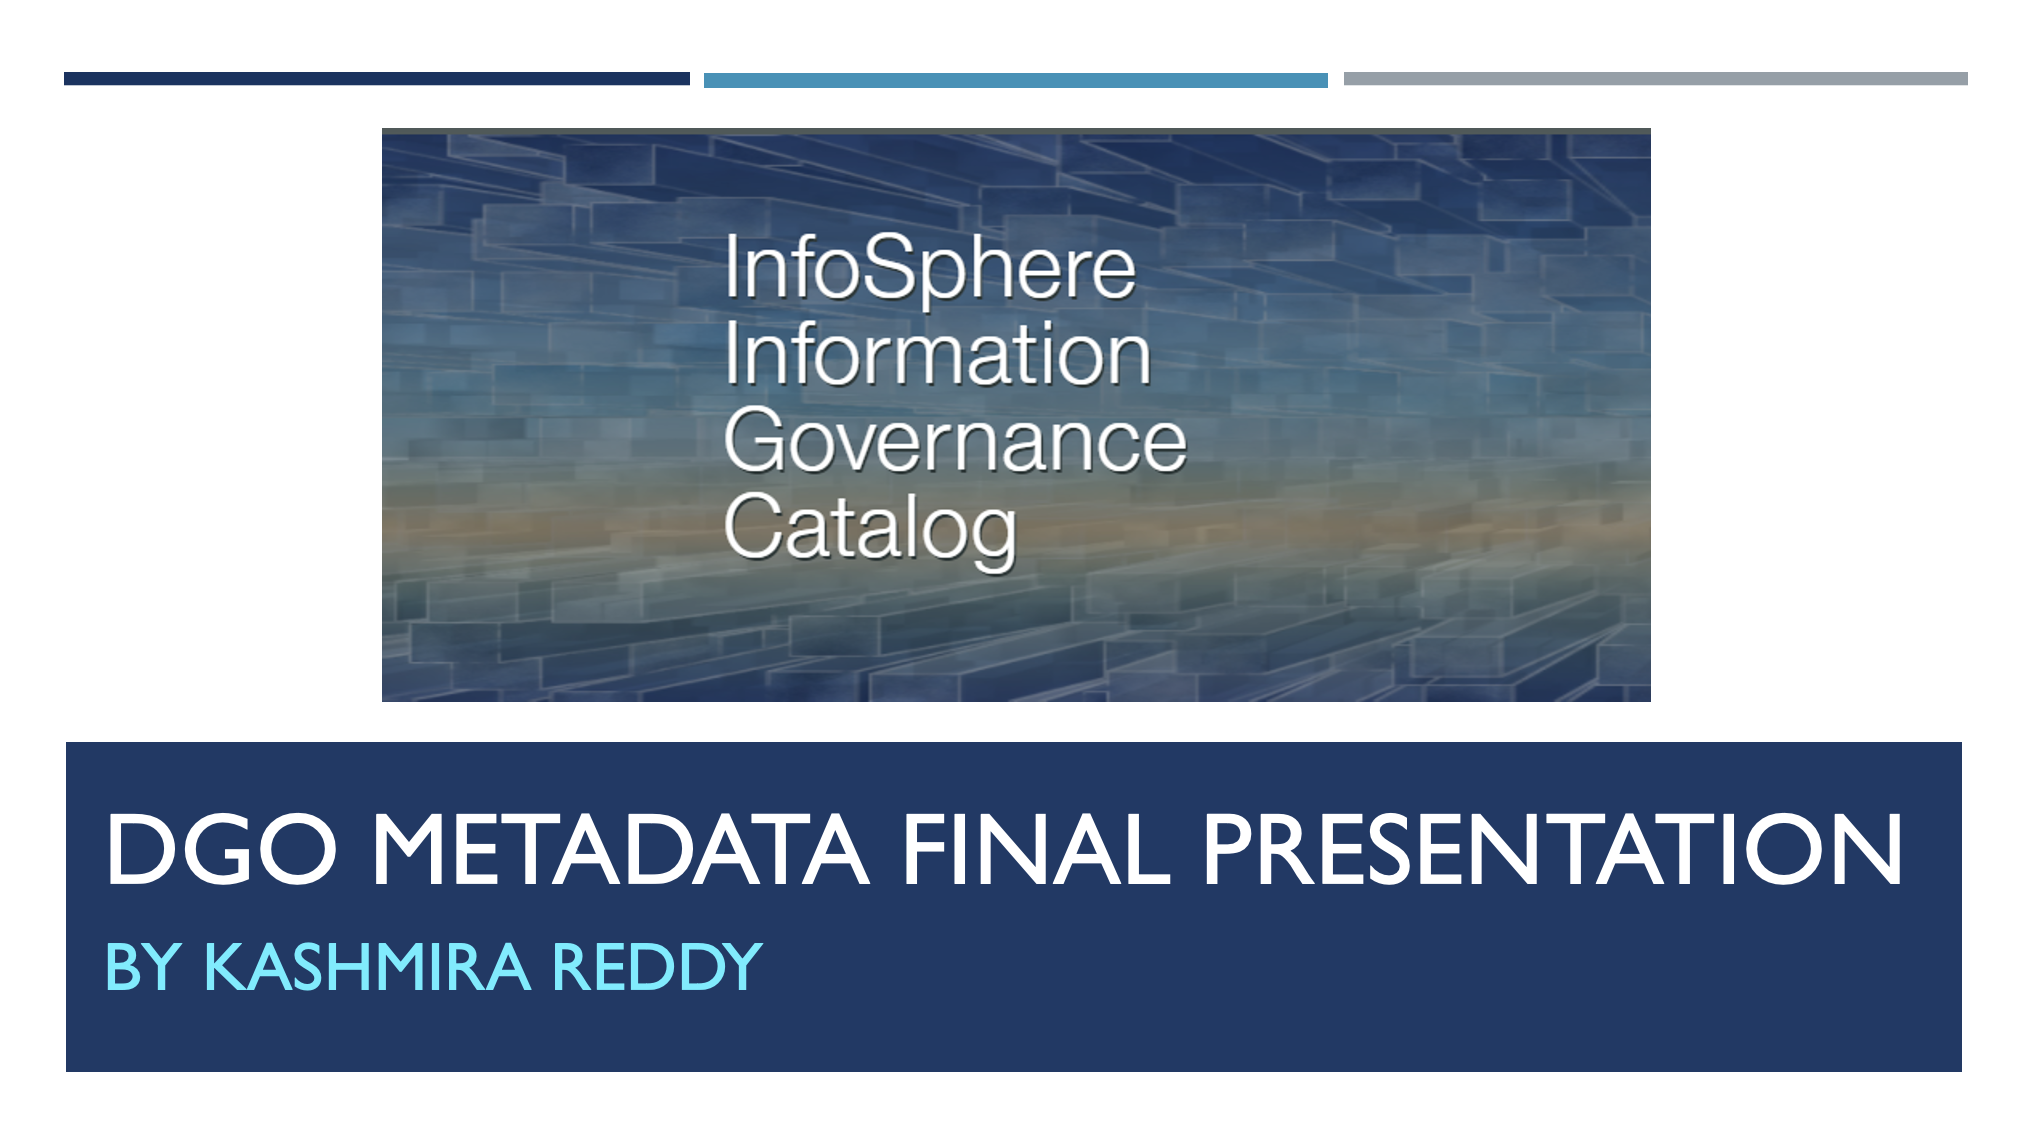 InfoSphere
Information
Governance
Catalog
DGO METADATA FINAL PRESENTATION
BY KASHMIRA REDDY